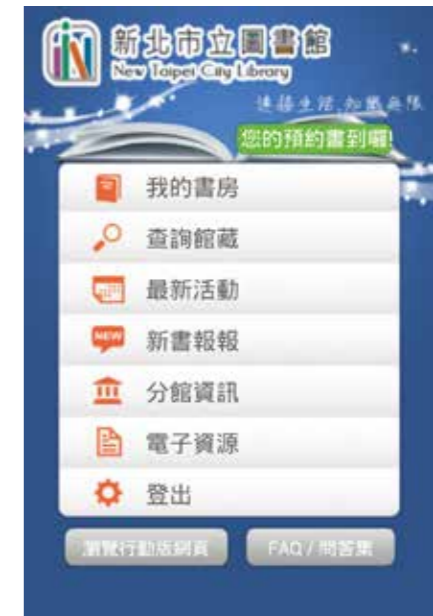 新北市立圖書館
New Taipei City Library
連接生活,知識無限
您的預約書到囉!
我的書房
查詢館藏
最新活動
NEW
新書報報
分館資訊
電子資源
登出
瀏覽行動版網頁
FAQ / 問答集